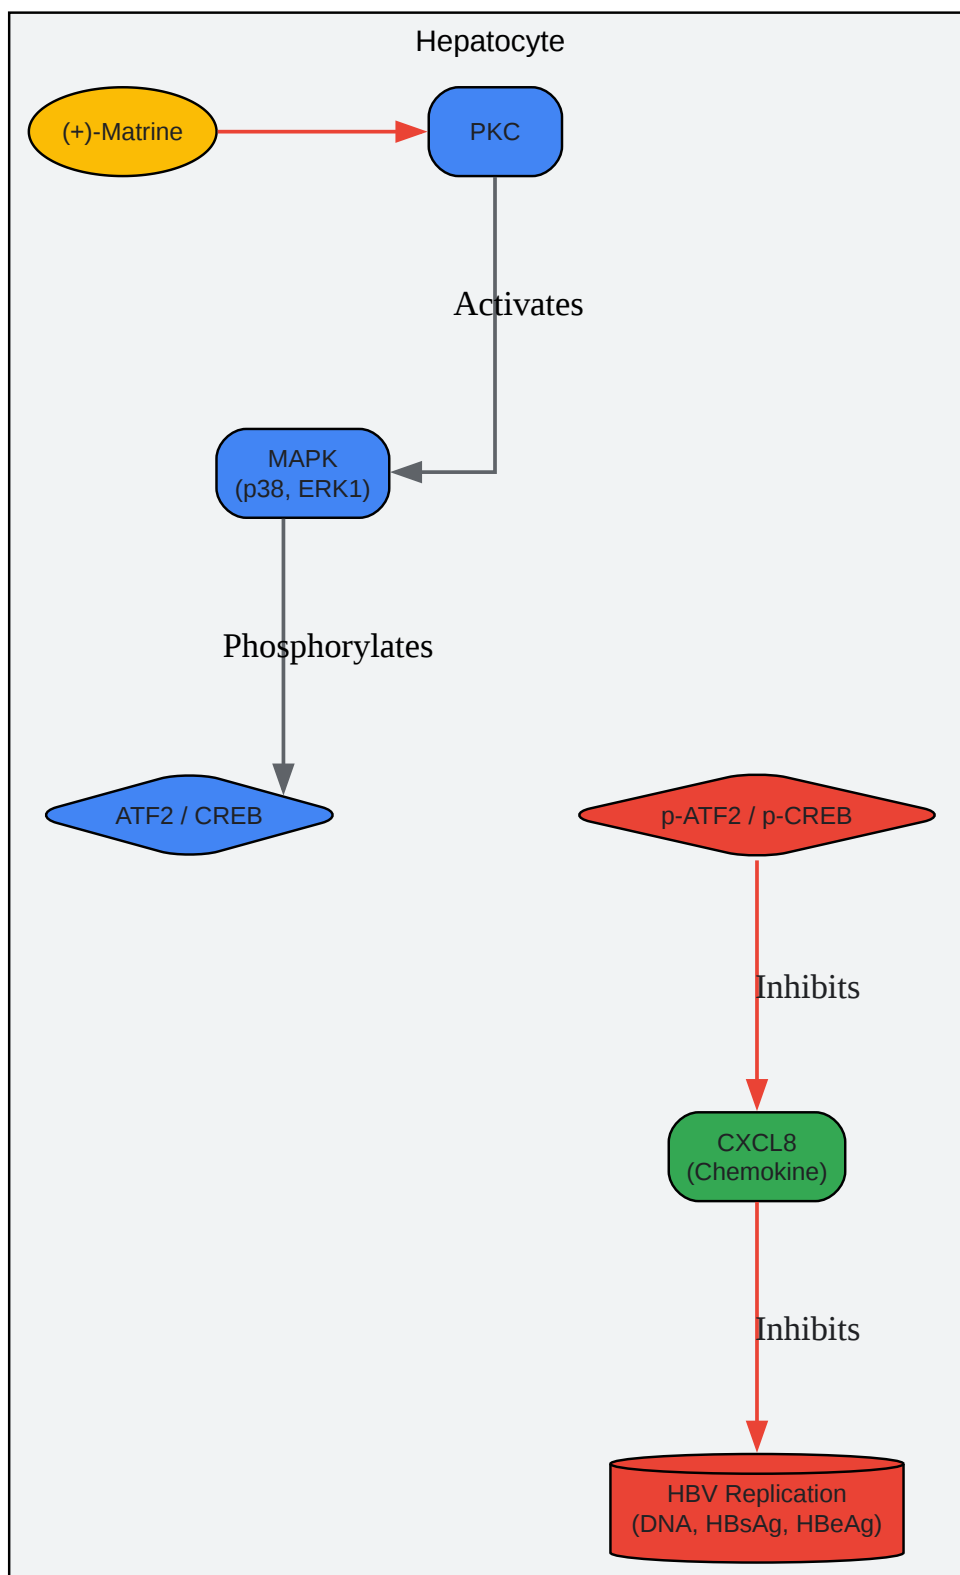 Hepatocyte
(+)-Matrine
PKC
Activates
MAPK
(p38, ERK1)
Phosphorylates
ATF2 / CREB
p-ATF2 / p-CREB
Inhibits
CXCL8
(Chemokine)
Inhibits
HBV Replication
(DNA, HBsAg, HBeAg)